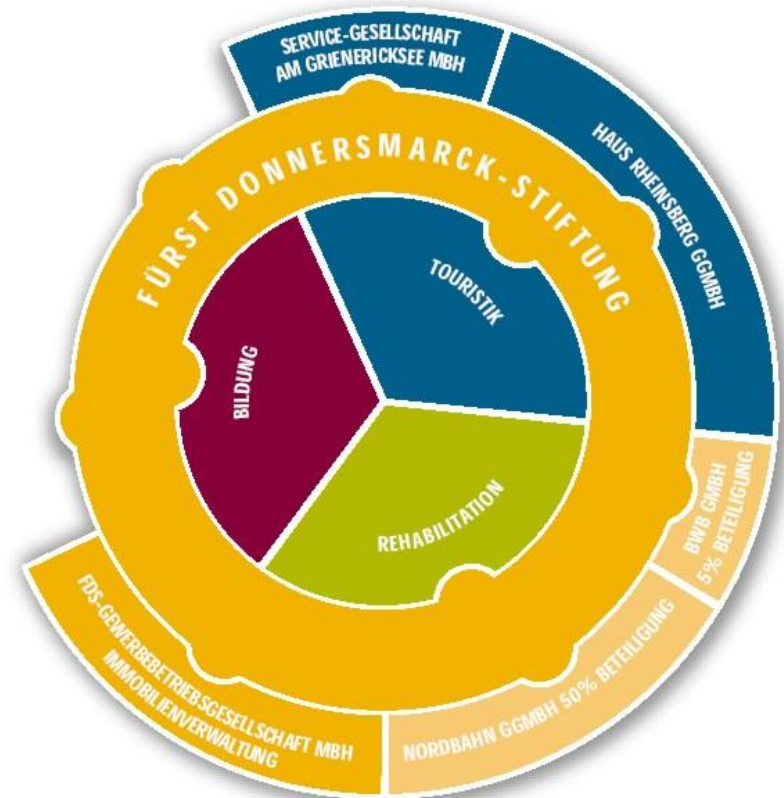 SERVICE-GESELLSCHAFT
AM GRIENERICKSEE MBH
HAUS RHEINSBERG GGMBH
FÜRST DONNERSMARCK-STIFTUNG
TOURISTIK
BILDUNG
REHABILITATION
BWB GMBH
5% BETEILIGUNG
NORDBAHN GGMBH 50% BETEILIGUNG
FDS-GEWERBEBETRIEBSGESELLSCHAFT MBH
IMMOBILIENVERWALTUNG